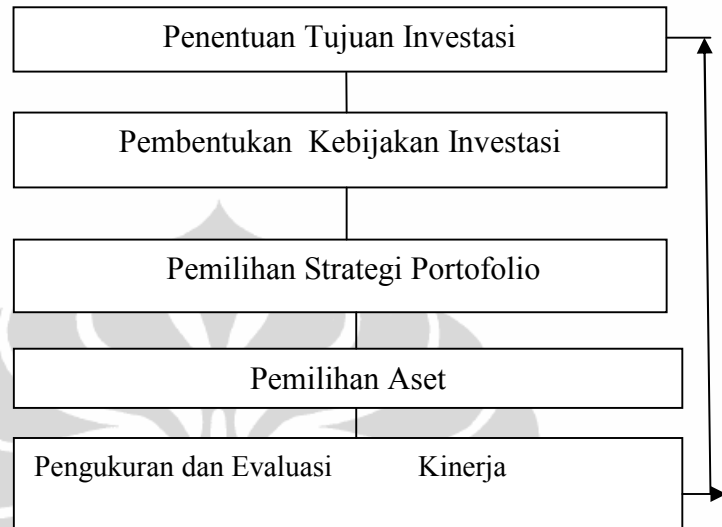 Penentuan Tujuan Investasi
Pembentukan Kebijakan Investasi
Pemilihan Strategi Portofolio
Pemilihan Aset
Pengukuran dan Evaluasi Kinerja